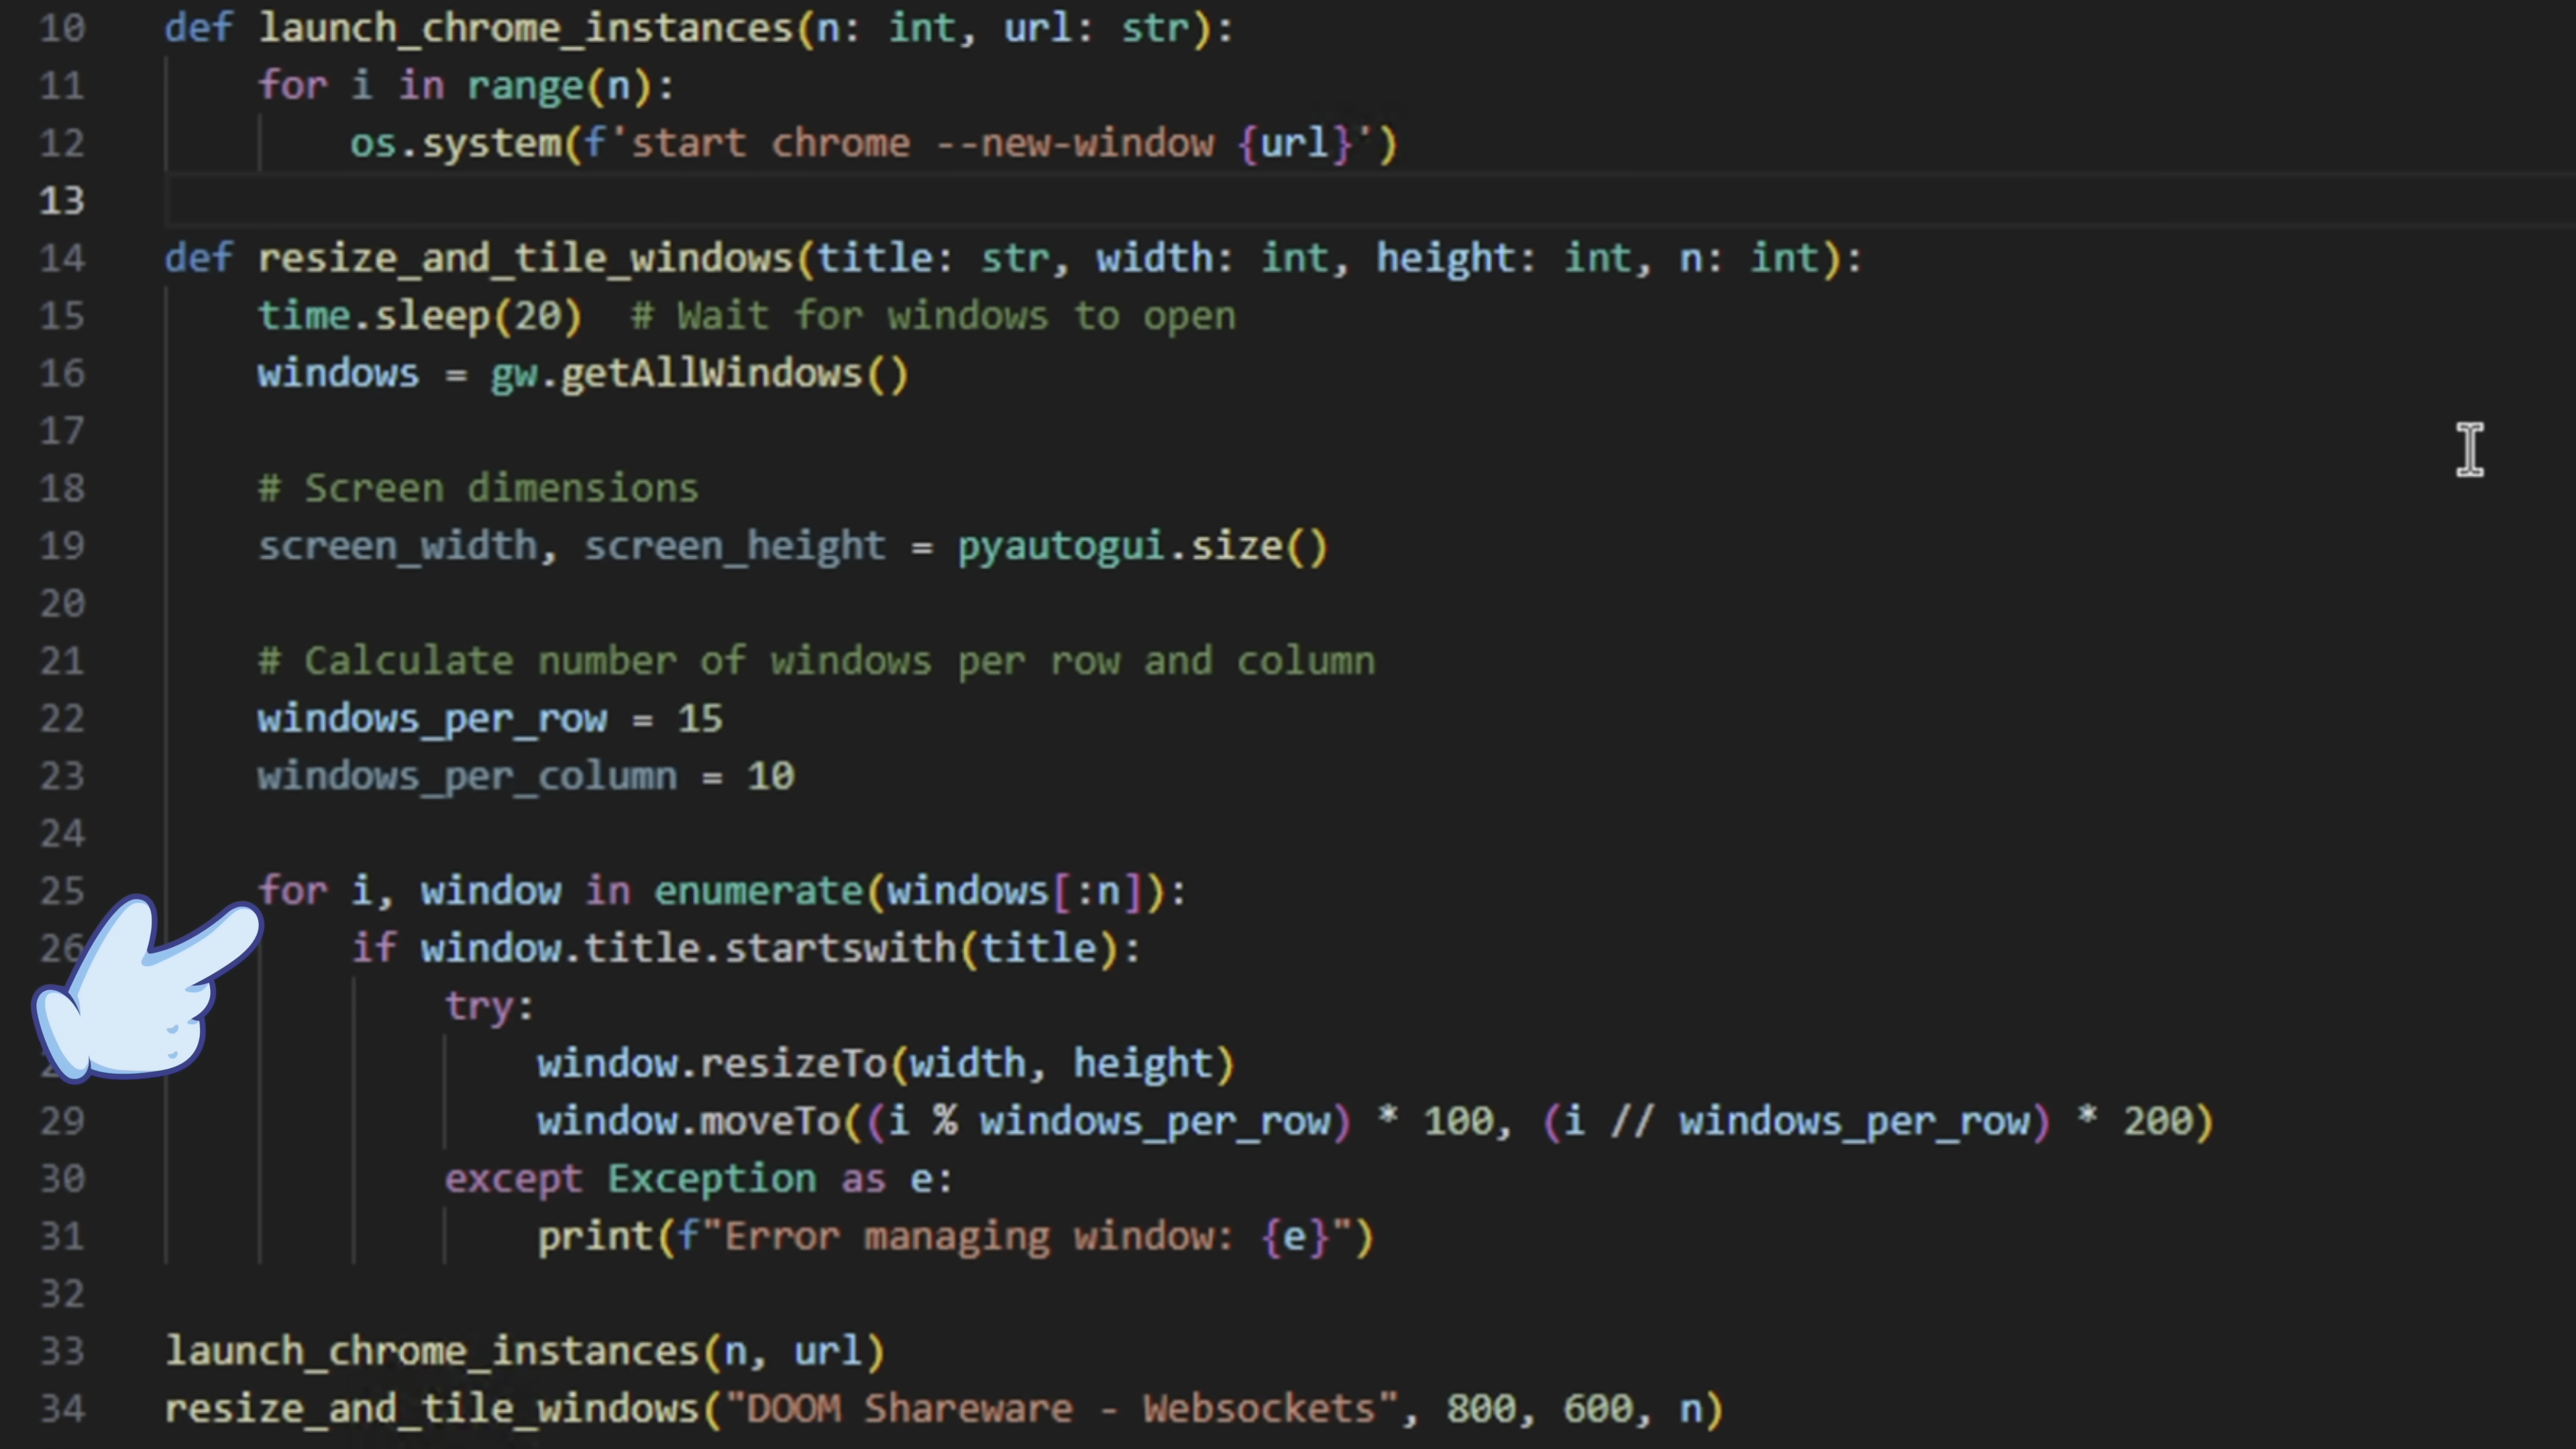 10 def launch_chrome_instances(n: int, url: str):
11     for i in range(n):
12         os.system(f'start chrome --new-window {url}')
13
14 def resize_and_tile_windows(title: str, width: int, height: int, n: int):
15     time.sleep(20)  # Wait for windows to open
16     windows = gw.getAllWindows()
17
18     # Screen dimensions
19     screen_width, screen_height = pyautogui.size()
20
21     # Calculate number of windows per row and column
22     windows_per_row = 15
23     windows_per_column = 10
24
25     for i, window in enumerate(windows[:n]):
26         if window.title.startswith(title):
            try:
                window.resizeTo(width, height)
29                 window.moveTo((i % windows_per_row) * 100, (i // windows_per_row) * 200)
30             except Exception as e:
31                 print(f"Error managing window: {e}")
32
33 launch_chrome_instances(n, url)
34 resize_and_tile_windows("DOOM Shareware - Websockets", 800, 600, n)